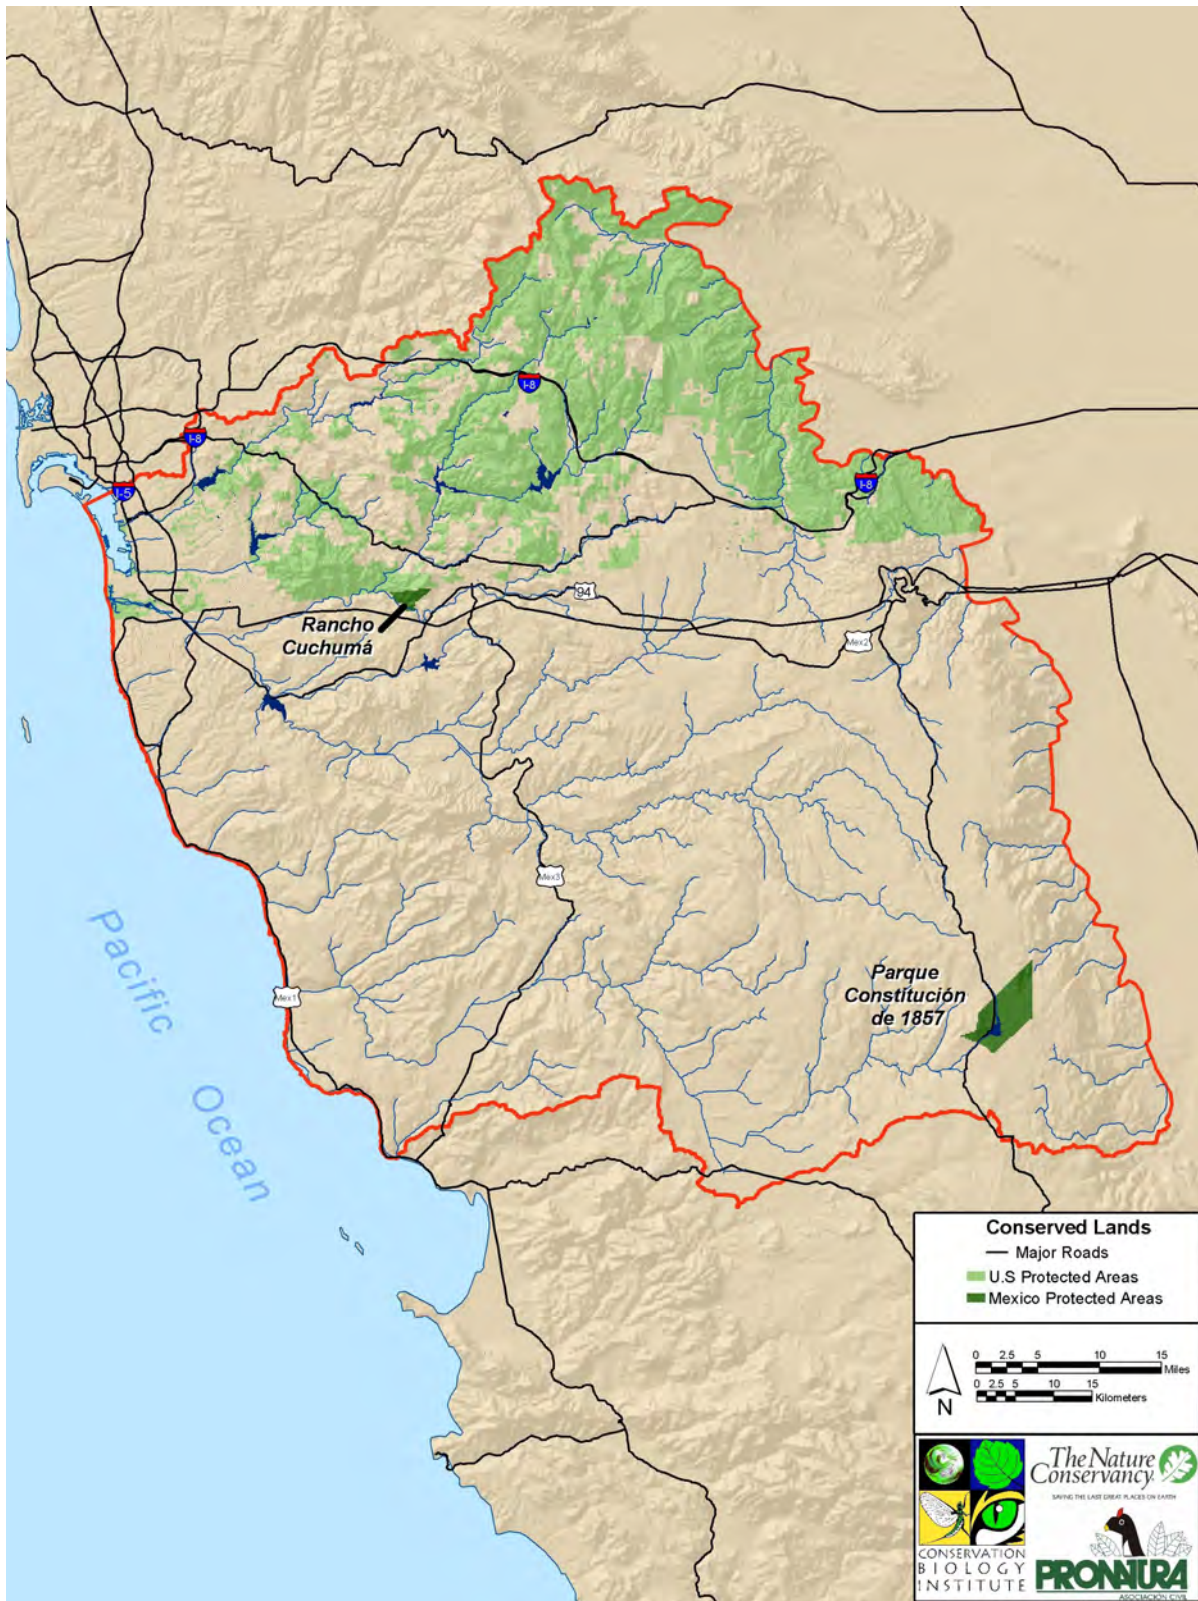 I-8
I-8
I-5
I-8
94
Rancho
Cuchumá
Mex2
Mex3
Parque
Constitución
de 1857
Mex1
Pacific
Ocean
Conserved Lands
Major Roads
U.S Protected Areas
Mexico Protected Areas
0 2.5 5 10 15
Miles
0 2.5 5 10 15
Kilometers
N
The Nature
Conservancy
SAVING THE LAST GREAT PLACES ON EARTH
CONSERVATION
BIOLOGY
INSTITUTE
PRONATURA
ASOCIACIÓN CIVIL